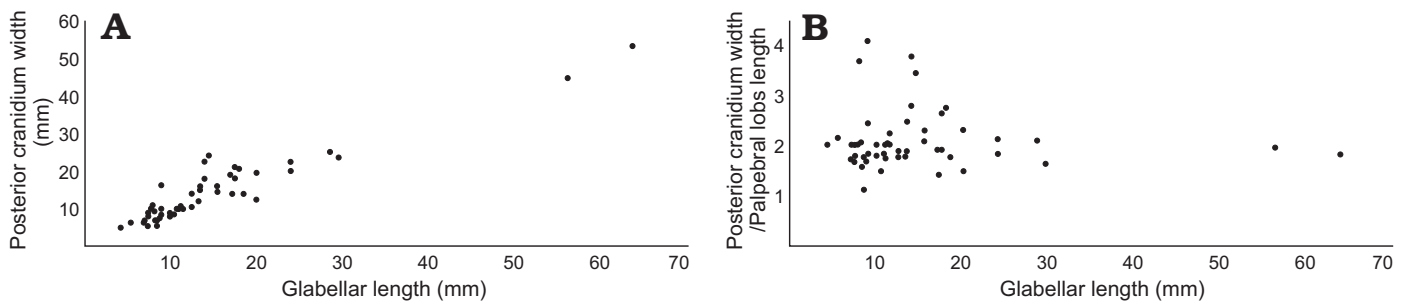 A
Posterior cranidium width
(mm)
60
50
40
30
20
10
10 20 30 40 50 60 70
Glabellar length (mm)
B
Posterior cranidium width
/Palpebral lobs length
4
3
2
1
10 20 30 40 50 60 70
Glabellar length (mm)